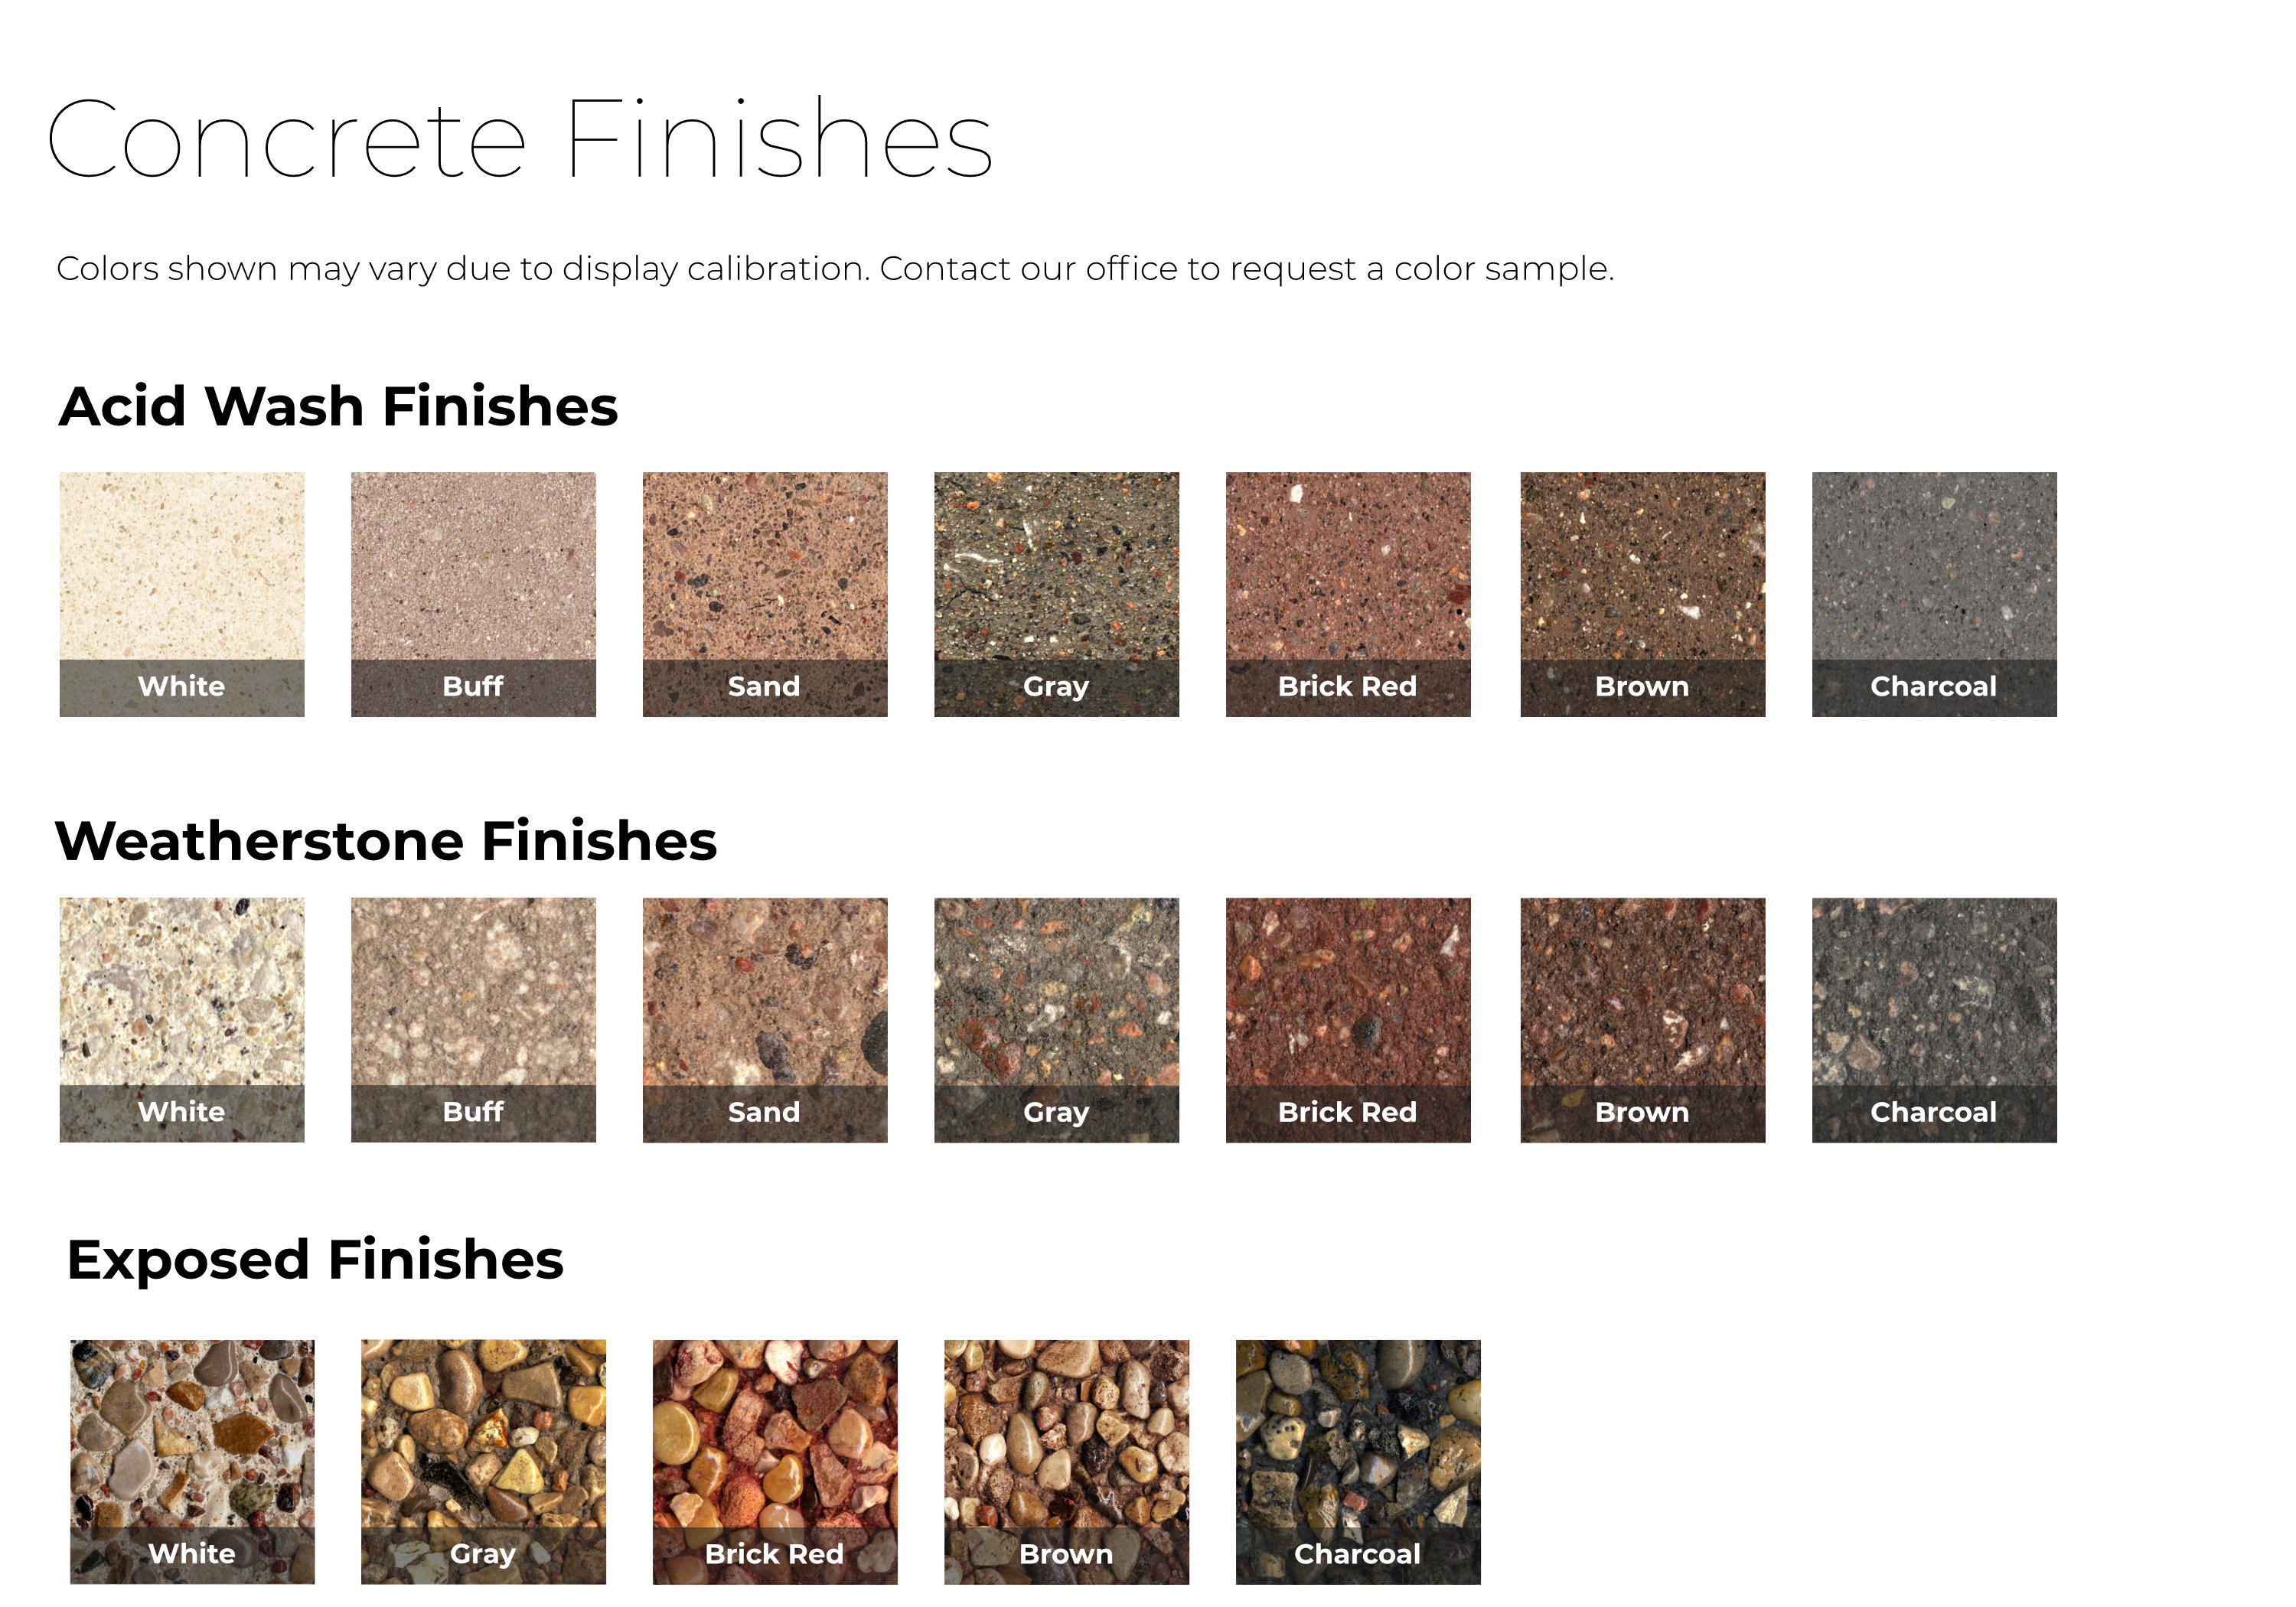 Concrete Finishes
Colors shown may vary due to display calibration. Contact our office to request a color sample.
Acid Wash Finishes
White
Buff
Sand
Gray
Brick Red
Brown
Charcoal
Weatherstone Finishes
White
Buff
Sand
Gray
Brick Red
Brown
Charcoal
Exposed Finishes
White
Gray
Brick Red
Brown
Charcoal